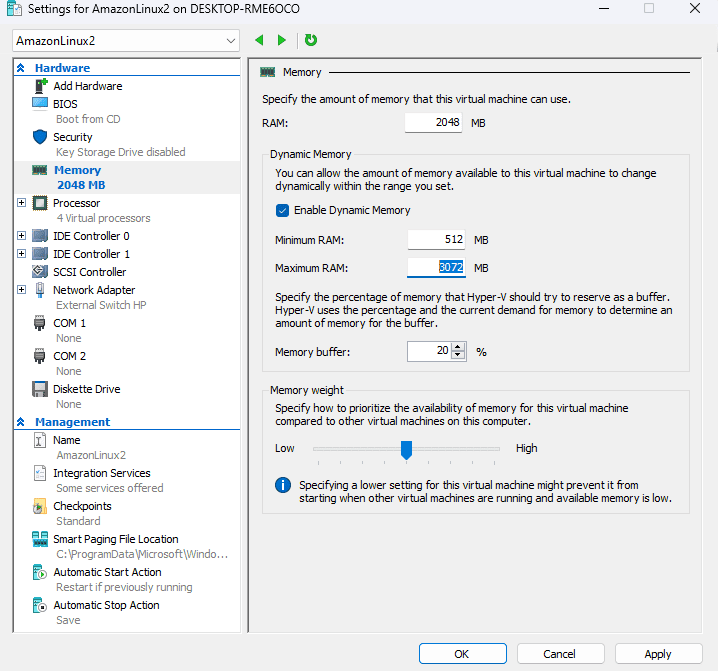 Settings for AmazonLinux2 on DESKTOP-RME6OCO
AmazonLinux2
Hardware
Add Hardware
BIOS
Boot from CD
Security
Key Storage Drive disabled
Memory
2048 MB
Processor
4 Virtual processors
IDE Controller 0
IDE Controller 1
SCSI Controller
Network Adapter
External Switch HP
COM 1
None
COM 2
None
Diskette Drive
None
Management
Name
AmazonLinux2
Integration Services
Some services offered
Checkpoints
Standard
Smart Paging File Location
C:\ProgramData\Microsoft\Windo...
Automatic Start Action
Restart if previously running
Automatic Stop Action
Save
Memory
Specify the amount of memory that this virtual machine can use.
RAM: 2048 MB
Dynamic Memory
You can allow the amount of memory available to this virtual machine to change
dynamically within the range you set.
Enable Dynamic Memory
Minimum RAM: 512 MB
Maximum RAM: 3072 MB
Specify the percentage of memory that Hyper-V should try to reserve as a buffer.
Hyper-V uses the percentage and the current demand for memory to determine an
amount of memory for the buffer.
Memory buffer: 20 %
Memory weight
Specify how to prioritize the availability of memory for this virtual machine
compared to other virtual machines on this computer.
Low High
Specifying a lower setting for this virtual machine might prevent it from
starting when other virtual machines are running and available memory is low.
OK Cancel Apply